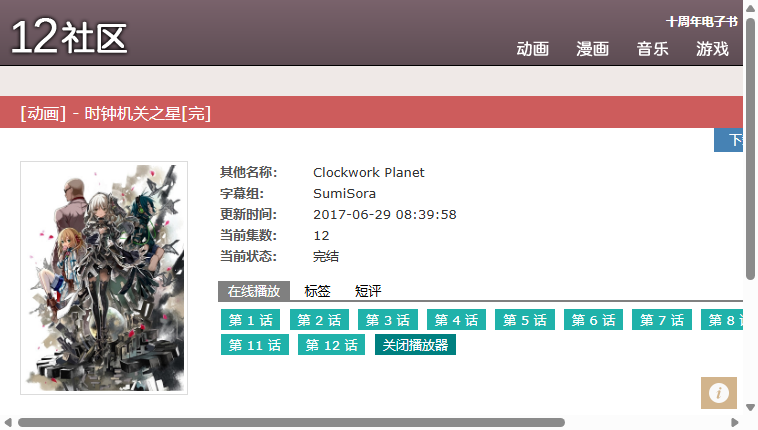 12社区
十周年电子书
动画 漫画 音乐 游戏
[动画] - 时钟机关之星[完]
下
其他名称: Clockwork Planet
字幕组: SumiSora
更新时间: 2017-06-29 08:39:58
当前集数: 12
当前状态: 完结
在线播放 标签 短评
第 1 话 第 2 话 第 3 话 第 4 话 第 5 话 第 6 话 第 7 话 第 8
第 11 话 第 12 话 关闭播放器